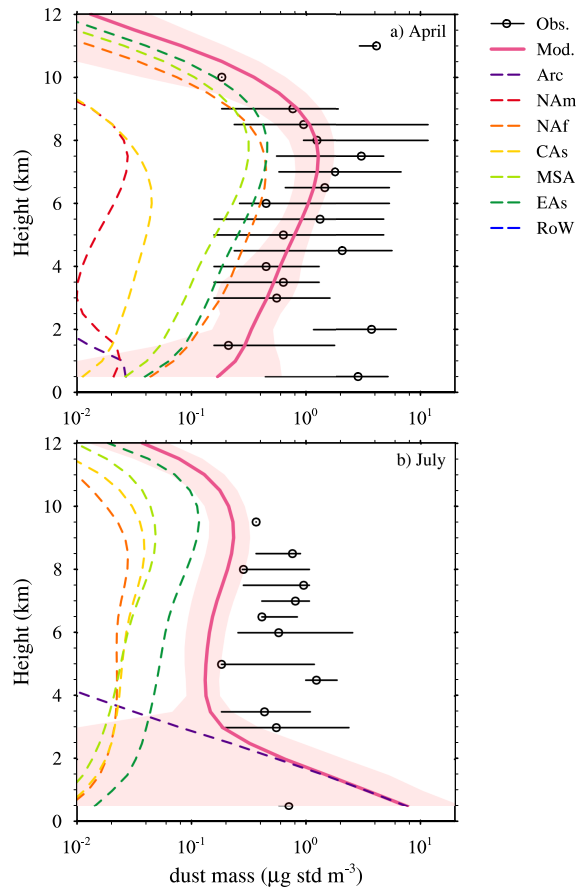 12
10
8
6
4
2
0
Height (km)
a) April
10-2
10-1
100
101
Obs.
Mod.
Arc
NAm
NAf
CAs
MSA
EAs
RoW
12
10
8
6
4
2
0
Height (km)
b) July
10-2
10-1
100
101
dust mass (μg std m-3)